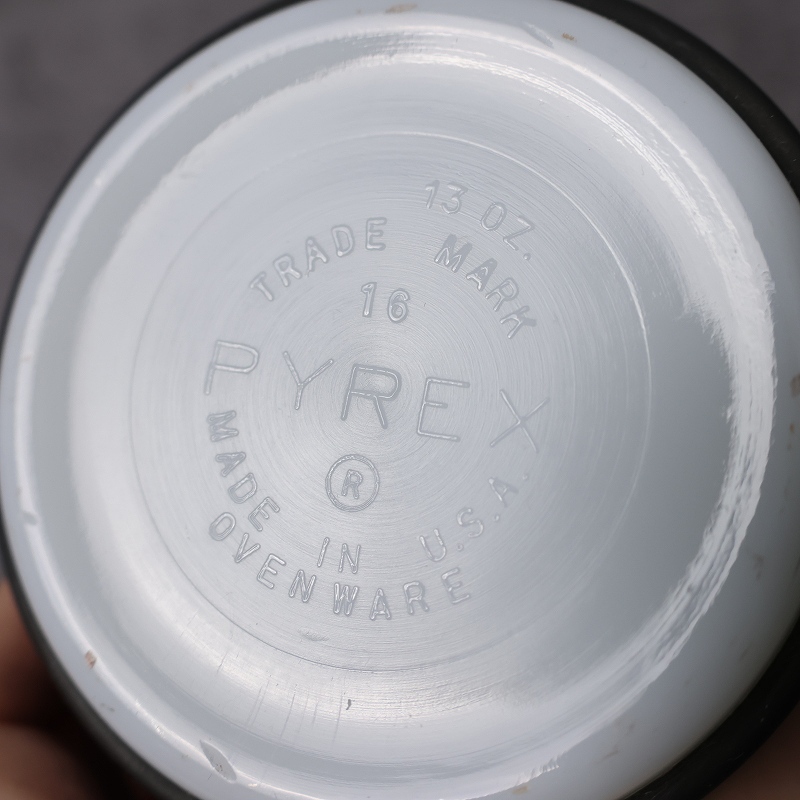 13 OZ.
TRADE MARK
16
PYREX
®
MADE IN U.S.A.
OVENWARE